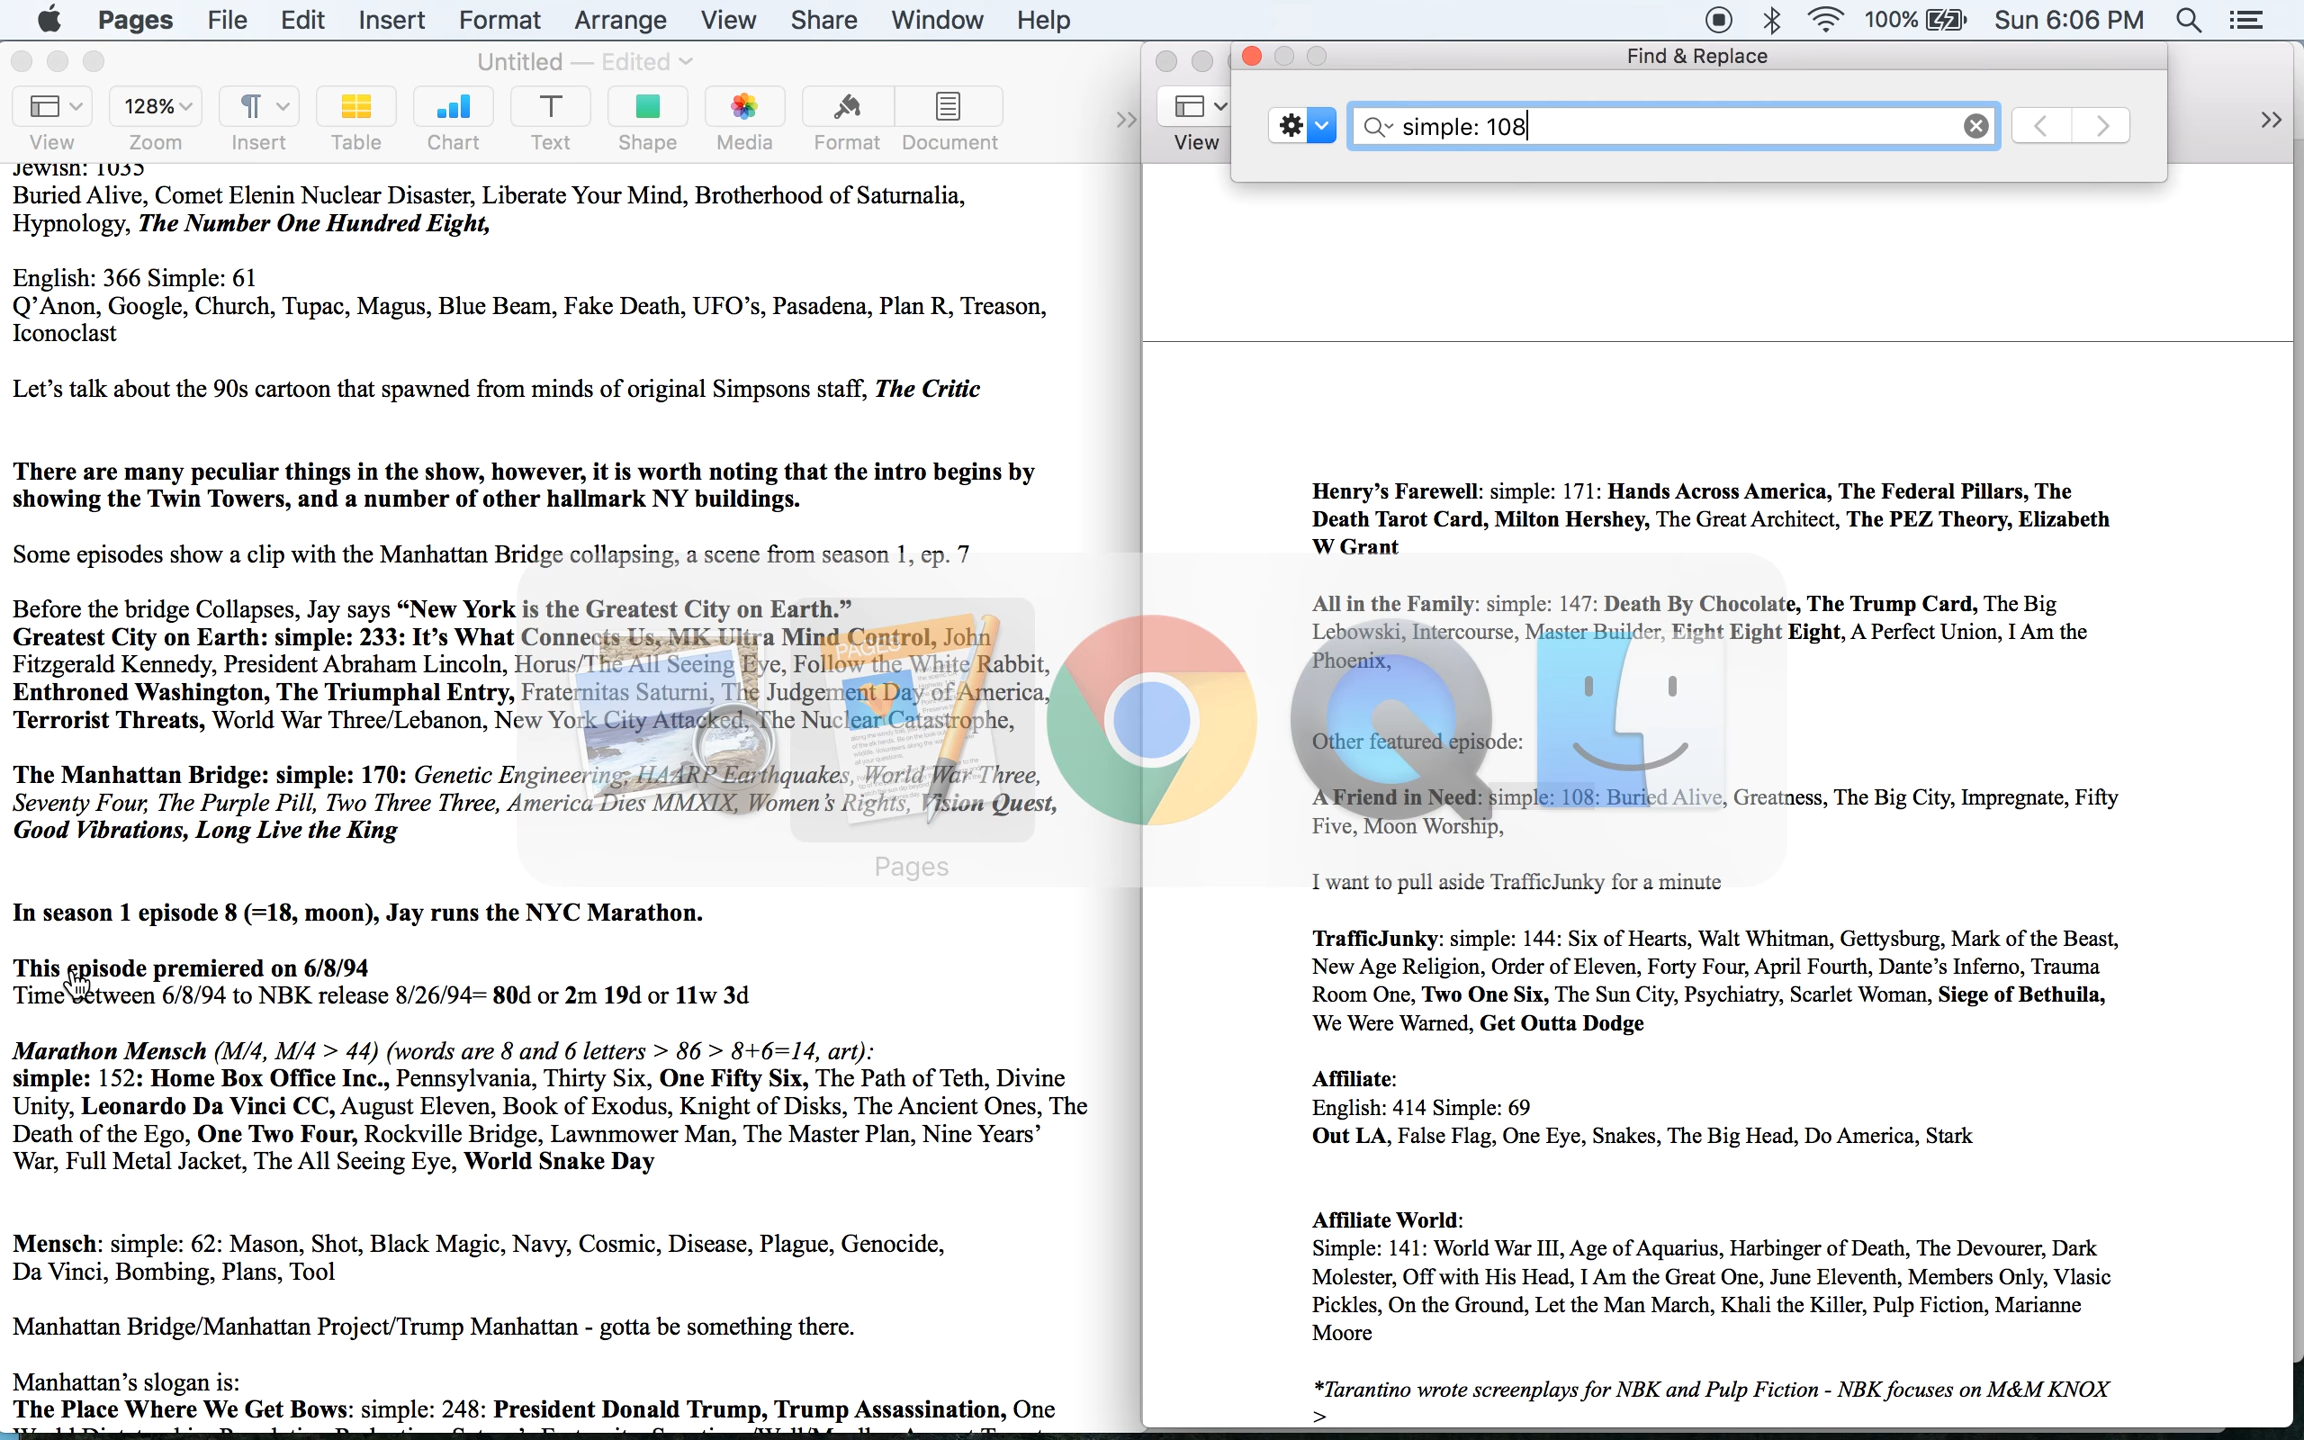 Pages File Edit Insert Format Arrange View Share Window Help 100% Sun 6:06 PM
Untitled — Edited
View 128% Zoom Insert Table Chart Text Shape Media Format Document
Jewish: 1035
Buried Alive, Comet Elenin Nuclear Disaster, Liberate Your Mind, Brotherhood of Saturnalia,
Hypnology, The Number One Hundred Eight,
English: 366 Simple: 61
Q’Anon, Google, Church, Tupac, Magus, Blue Beam, Fake Death, UFO’s, Pasadena, Plan R, Treason,
Iconoclast
Let’s talk about the 90s cartoon that spawned from minds of original Simpsons staff, The Critic
There are many peculiar things in the show, however, it is worth noting that the intro begins by
showing the Twin Towers, and a number of other hallmark NY buildings.
Some episodes show a clip with the Manhattan Bridge collapsing, a scene from season 1, ep. 7
Before the bridge Collapses, Jay says “New York is the Greatest City on Earth.”
Greatest City on Earth: simple: 233: It’s What Connects Us, MK Ultra Mind Control, John
Fitzgerald Kennedy, President Abraham Lincoln, Horus/The All Seeing Eye, Follow the White Rabbit,
Enthroned Washington, The Triumphal Entry, Fraternitas Saturni, The Judgement Day of America,
Terrorist Threats, World War Three/Lebanon, New York City Attacked, The Nuclear Catastrophe,
The Manhattan Bridge: simple: 170: Genetic Engineering, HAARP Earthquakes, World War Three,
Seventy Four, The Purple Pill, Two Three Three, America Dies MMXIX, Women’s Rights, Vision Quest,
Good Vibrations, Long Live the King
In season 1 episode 8 (=18, moon), Jay runs the NYC Marathon.
This episode premiered on 6/8/94
Time between 6/8/94 to NBK release 8/26/94= 80d or 2m 19d or 11w 3d
Marathon Mensch (M/4, M/4 > 44) (words are 8 and 6 letters > 86 > 8+6=14, art):
simple: 152: Home Box Office Inc., Pennsylvania, Thirty Six, One Fifty Six, The Path of Teth, Divine
Unity, Leonardo Da Vinci CC, August Eleven, Book of Exodus, Knight of Disks, The Ancient Ones, The
Death of the Ego, One Two Four, Rockville Bridge, Lawnmower Man, The Master Plan, Nine Years’
War, Full Metal Jacket, The All Seeing Eye, World Snake Day
Mensch: simple: 62: Mason, Shot, Black Magic, Navy, Cosmic, Disease, Plague, Genocide,
Da Vinci, Bombing, Plans, Tool
Manhattan Bridge/Manhattan Project/Trump Manhattan - gotta be something there.
Manhattan’s slogan is:
The Place Where We Get Bows: simple: 248: President Donald Trump, Trump Assassination, One
Pages
View
Find & Replace
simple: 108
Henry’s Farewell: simple: 171: Hands Across America, The Federal Pillars, The
Death Tarot Card, Milton Hershey, The Great Architect, The PEZ Theory, Elizabeth
W Grant
All in the Family: simple: 147: Death By Chocolate, The Trump Card, The Big
Lebowski, Intercourse, Master Builder, Eight Eight Eight, A Perfect Union, I Am the
Phoenix,
Other featured episode:
A Friend in Need: simple: 108: Buried Alive, Greatness, The Big City, Impregnate, Fifty
Five, Moon Worship,
I want to pull aside TrafficJunky for a minute
TrafficJunky: simple: 144: Six of Hearts, Walt Whitman, Gettysburg, Mark of the Beast,
New Age Religion, Order of Eleven, Forty Four, April Fourth, Dante’s Inferno, Trauma
Room One, Two One Six, The Sun City, Psychiatry, Scarlet Woman, Siege of Bethuila,
We Were Warned, Get Outta Dodge
Affiliate:
English: 414 Simple: 69
Out LA, False Flag, One Eye, Snakes, The Big Head, Do America, Stark
Affiliate World:
Simple: 141: World War III, Age of Aquarius, Harbinger of Death, The Devourer, Dark
Molester, Off with His Head, I Am the Great One, June Eleventh, Members Only, Vlasic
Pickles, On the Ground, Let the Man March, Khali the Killer, Pulp Fiction, Marianne
Moore
*Tarantino wrote screenplays for NBK and Pulp Fiction - NBK focuses on M&M KNOX
>